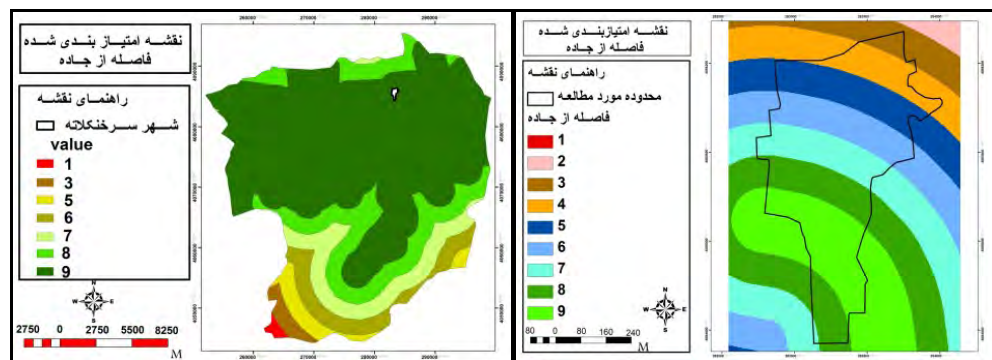 نقشه امتیاز بندی شده
فاصله از جاده
راهنمای نقشه
شهر سرخنکلاته
value
1
3
5
6
7
8
9
N
W E
S
2750 0 2750 5500 8250
M
نقشه امتیازبندی شده
فاصله از جاده
راهنمای نقشه
محدوده مورد مطالعه
فاصله از جاده
1
2
3
4
5
6
7
8
9
N
W E
S
80 0 80 160 240
M